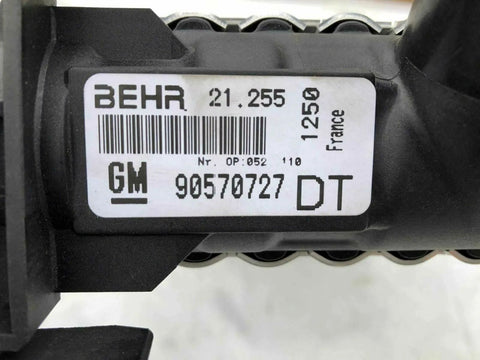 BEHR 21.255
Nr. OP:052 110
GM 90570727 DT
1250
France